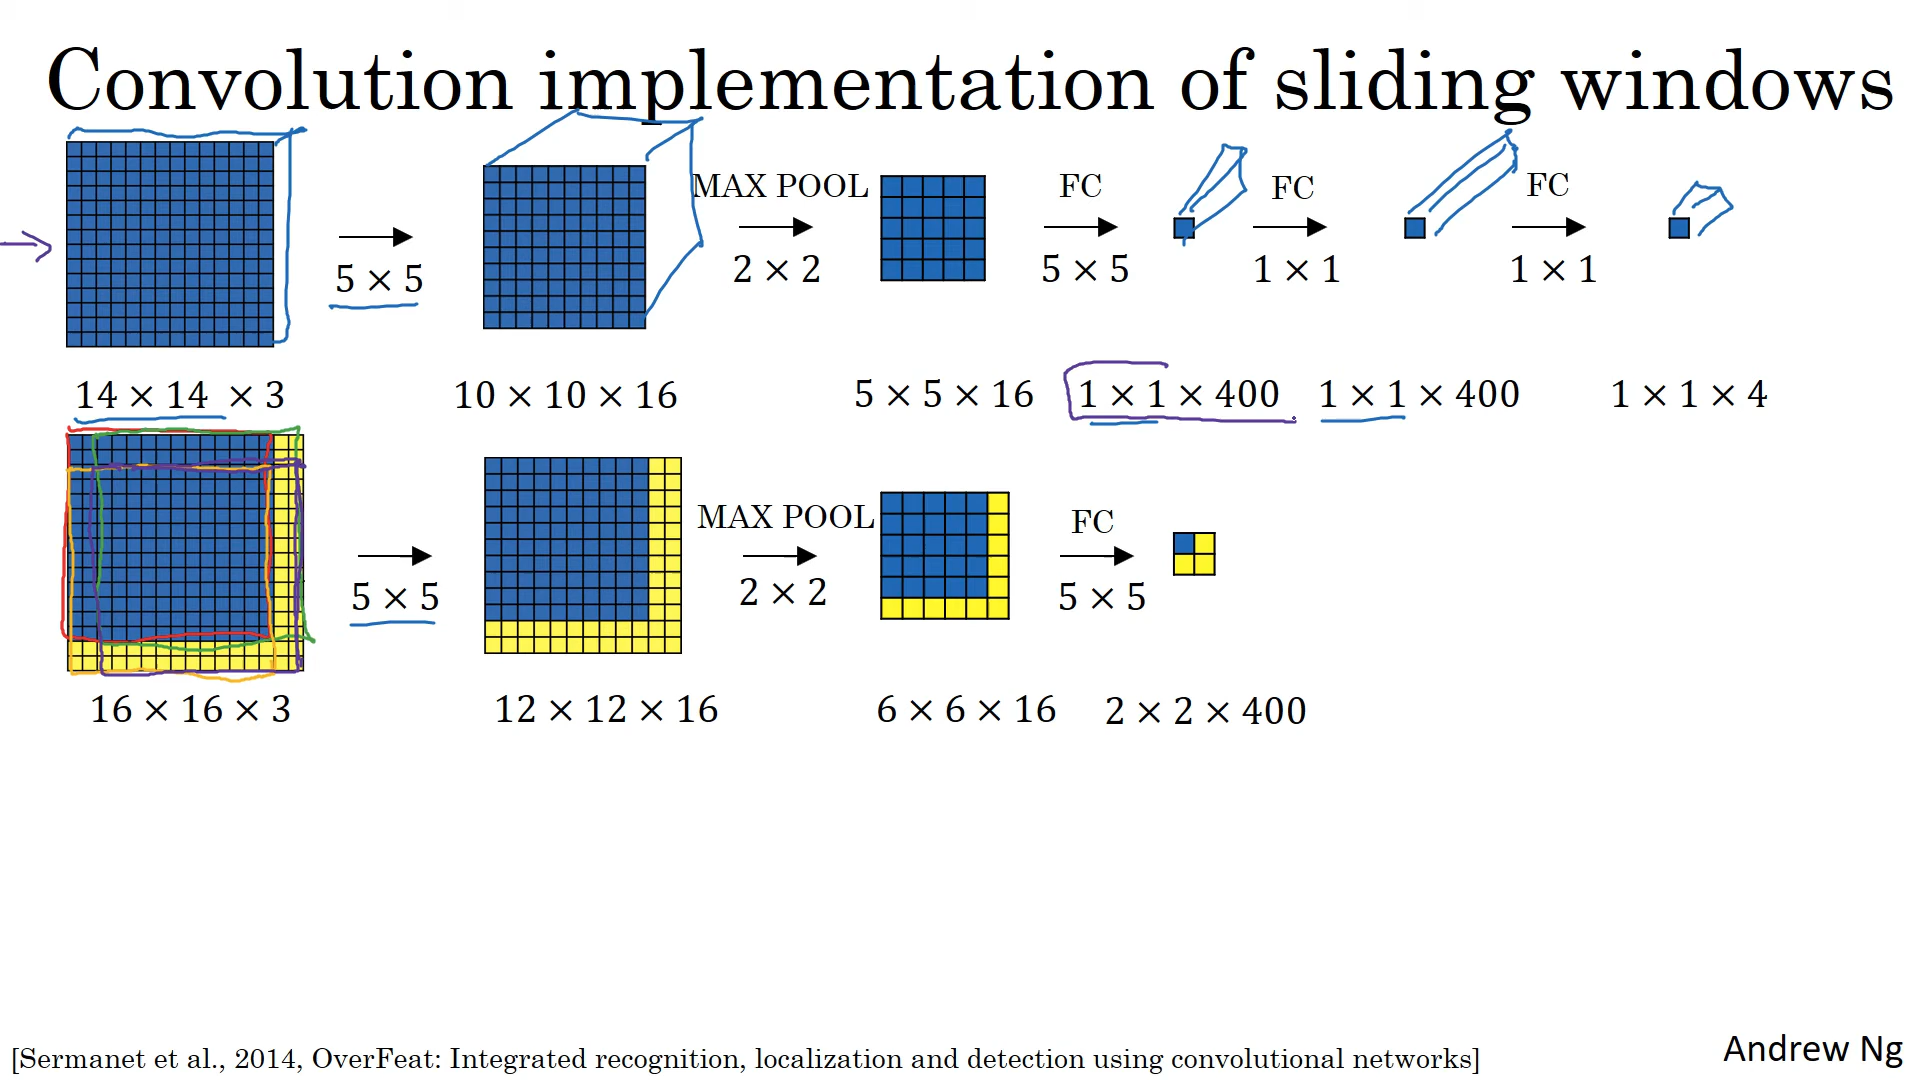 Convolution implementation of sliding windows
MAX POOL
FC
FC
FC
5 × 5
2 × 2
5 × 5
1 × 1
1 × 1
14 × 14 × 3
10 × 10 × 16
5 × 5 × 16
1 × 1 × 400
1 × 1 × 400
1 × 1 × 4
MAX POOL
FC
5 × 5
2 × 2
5 × 5
16 × 16 × 3
12 × 12 × 16
6 × 6 × 16
2 × 2 × 400
[Sermanet et al., 2014, OverFeat: Integrated recognition, localization and detection using convolutional networks]
Andrew Ng